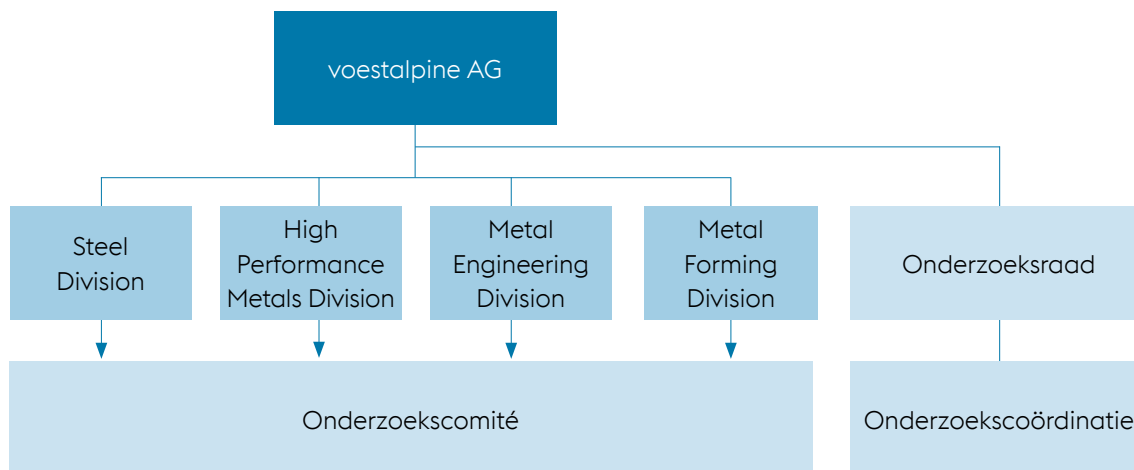 voestalpine AG
Steel
Division
High
Performance
Metals Division
Metal
Engineering
Division
Metal
Forming
Division
Onderzoeksraad
Onderzoekscomité
Onderzoekscoördinatie